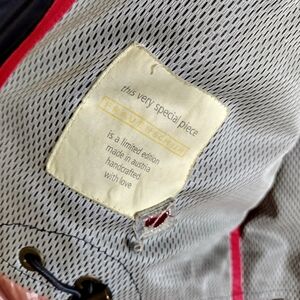 this very special piece
is a limited edition
made in austria
handcrafted
with love